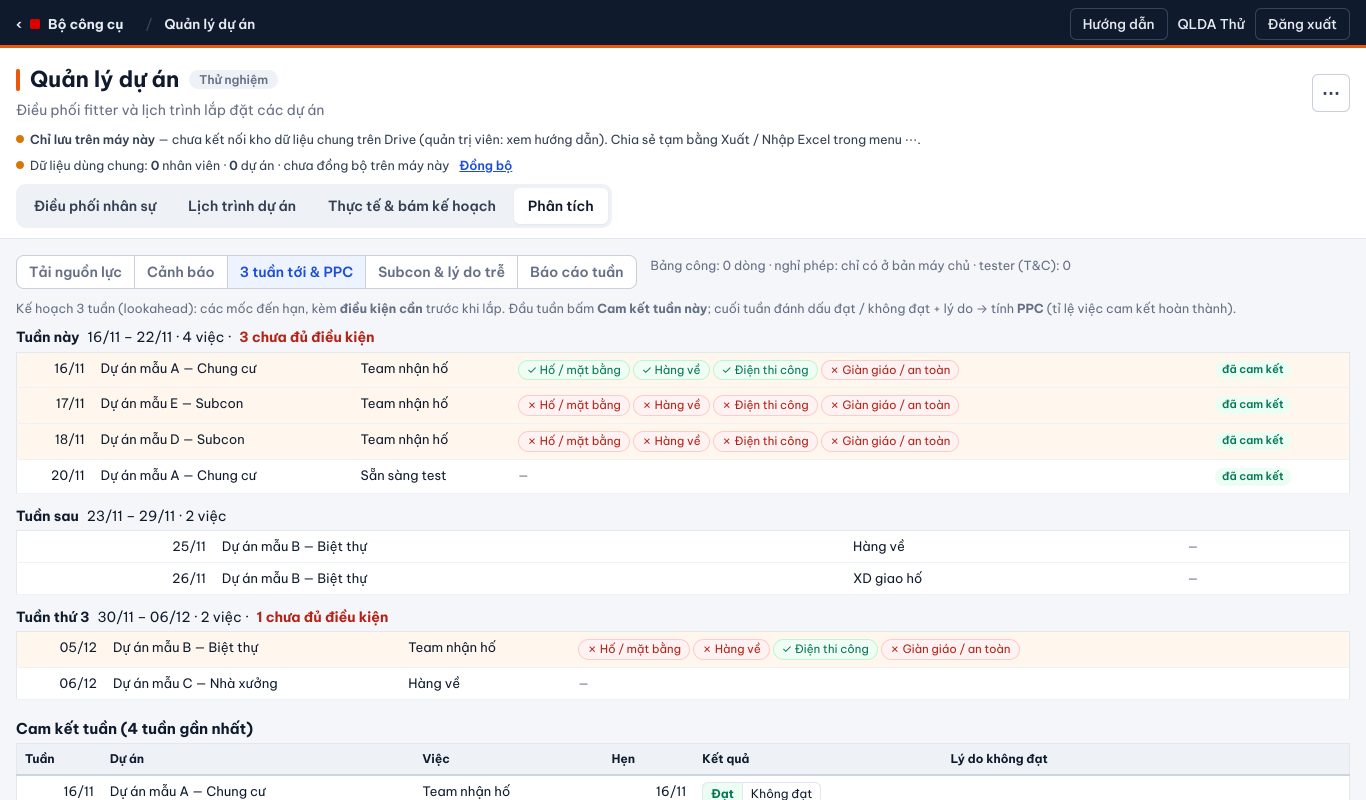 ‹ Bộ công cụ / Quản lý dự án Hướng dẫn QLDA Thử Đăng xuất
Quản lý dự án Thử nghiệm ···
Điều phối fitter và lịch trình lắp đặt các dự án
Chỉ lưu trên máy này — chưa kết nối kho dữ liệu chung trên Drive (quản trị viên: xem hướng dẫn). Chia sẻ tạm bằng Xuất / Nhập Excel trong menu ···.
Dữ liệu dùng chung: 0 nhân viên · 0 dự án · chưa đồng bộ trên máy này Đồng bộ
Điều phối nhân sự Lịch trình dự án Thực tế & bám kế hoạch Phân tích
Tải nguồn lực Cảnh báo 3 tuần tới & PPC Subcon & lý do trễ Báo cáo tuần Bảng công: 0 dòng · nghỉ phép: chỉ có ở bản máy chủ · tester (T&C): 0
Kế hoạch 3 tuần (lookahead): các mốc đến hạn, kèm điều kiện cần trước khi lắp. Đầu tuần bấm Cam kết tuần này; cuối tuần đánh dấu đạt / không đạt + lý do → tính PPC (tỉ lệ việc cam kết hoàn thành).
Tuần này 16/11 – 22/11 · 4 việc · 3 chưa đủ điều kiện
16/11 Dự án mẫu A — Chung cư Team nhận hố ✓ Hố / mặt bằng ✓ Hàng về ✓ Điện thi công × Giàn giáo / an toàn đã cam kết
17/11 Dự án mẫu E — Subcon Team nhận hố × Hố / mặt bằng × Hàng về × Điện thi công × Giàn giáo / an toàn đã cam kết
18/11 Dự án mẫu D — Subcon Team nhận hố × Hố / mặt bằng × Hàng về × Điện thi công × Giàn giáo / an toàn đã cam kết
20/11 Dự án mẫu A — Chung cư Sẵn sàng test — đã cam kết
Tuần sau 23/11 – 29/11 · 2 việc
25/11 Dự án mẫu B — Biệt thự Hàng về —
26/11 Dự án mẫu B — Biệt thự XD giao hố —
Tuần thứ 3 30/11 – 06/12 · 2 việc · 1 chưa đủ điều kiện
05/12 Dự án mẫu B — Biệt thự Team nhận hố × Hố / mặt bằng × Hàng về ✓ Điện thi công × Giàn giáo / an toàn
06/12 Dự án mẫu C — Nhà xưởng Hàng về —
Cam kết tuần (4 tuần gần nhất)
Tuần Dự án Việc Hẹn Kết quả Lý do không đạt
16/11 Dự án mẫu A — Chung cư Team nhận hố 16/11 Đạt Không đạt